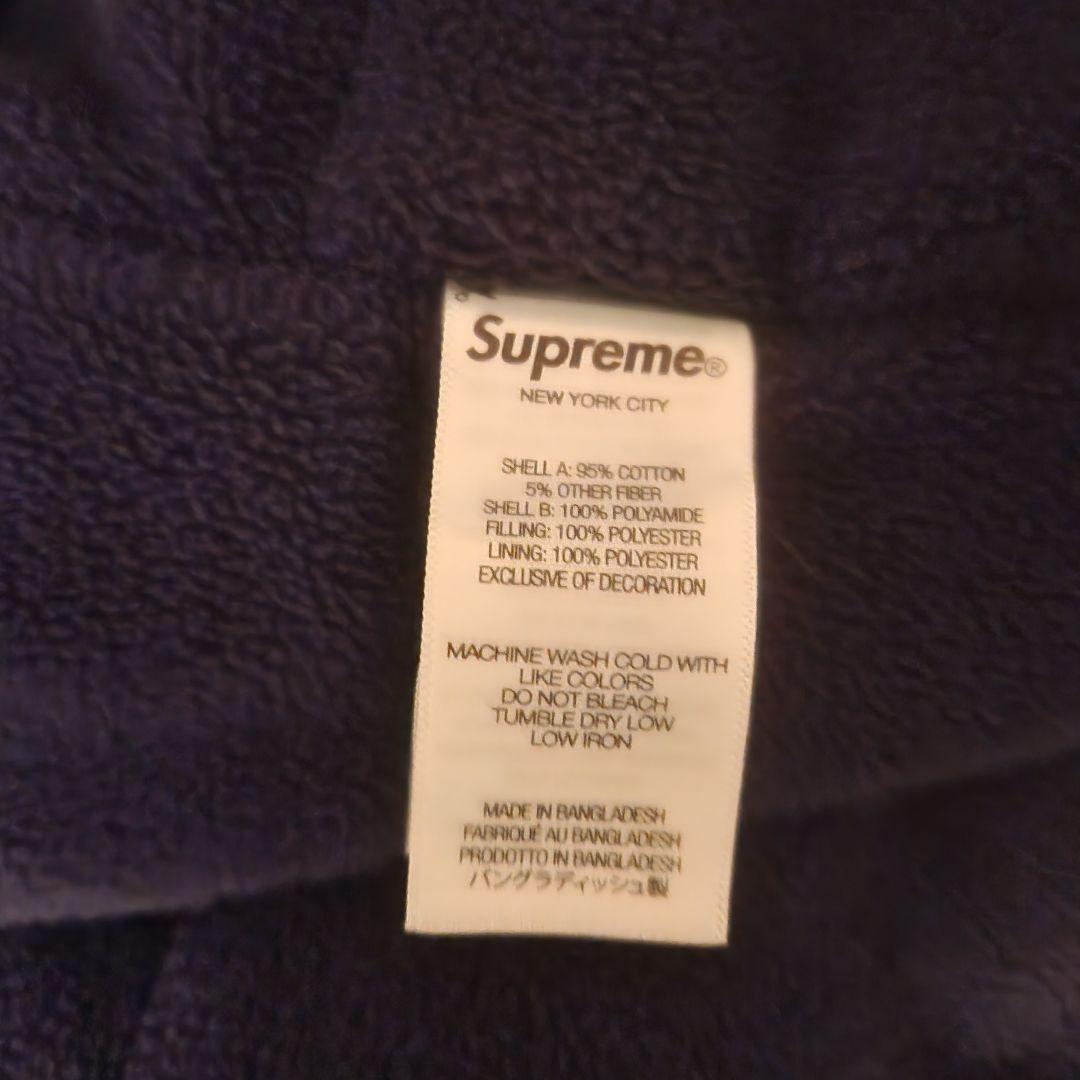 Supreme®
NEW YORK CITY
SHELL A: 95% COTTON
5% OTHER FIBER
SHELL B: 100% POLYAMIDE
FILLING: 100% POLYESTER
LINING: 100% POLYESTER
EXCLUSIVE OF DECORATION
MACHINE WASH COLD WITH
LIKE COLORS
DO NOT BLEACH
TUMBLE DRY LOW
LOW IRON
MADE IN BANGLADESH
FABRIQUÉ AU BANGLADESH
PRODOTTO IN BANGLADESH
バングラディッシュ製